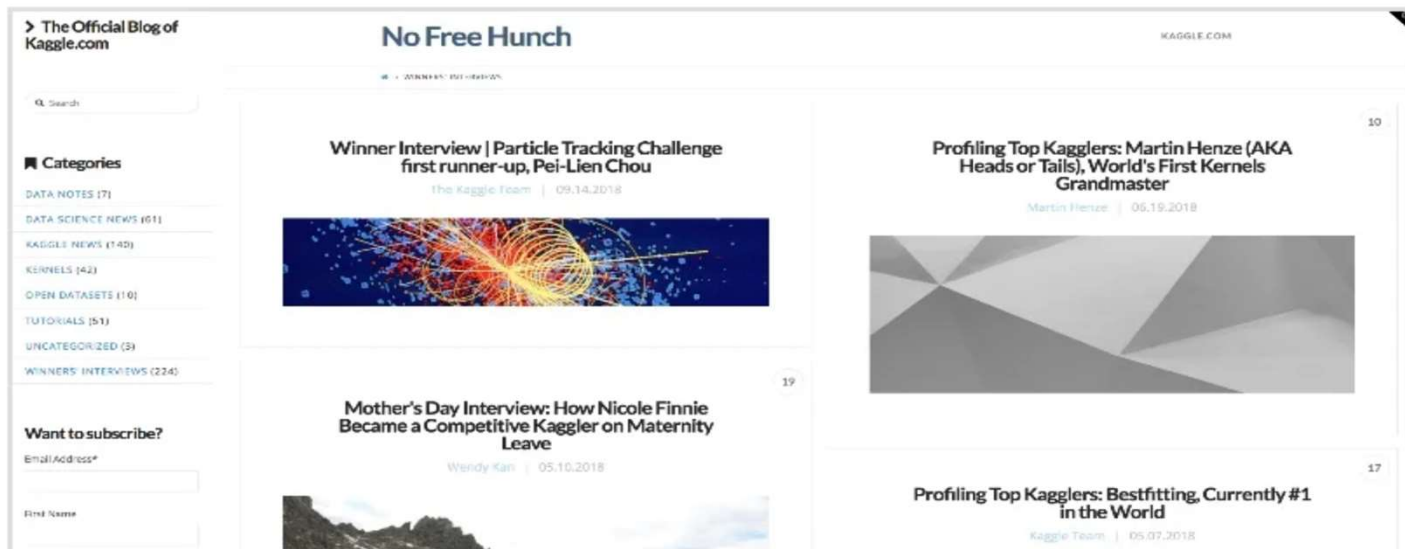 The Official Blog of
Kaggle.com
Search
Categories
DATA NOTES (7)
DATA SCIENCE NEWS (61)
KAGGLE NEWS (140)
KERNELS (42)
OPEN DATASETS (10)
TUTORIALS (51)
UNCATEGORIZED (3)
WINNERS' INTERVIEWS (224)
Want to subscribe?
Email Address*
First Name
No Free Hunch
KAGGLE.COM
WINNERS' INTERVIEWS
Winner Interview | Particle Tracking Challenge
first runner-up, Pei-Lien Chou
The Kaggle Team | 09.14.2018
19
Mother's Day Interview: How Nicole Finnie
Became a Competitive Kaggler on Maternity
Leave
Wendy Kan | 05.10.2018
10
Profiling Top Kagglers: Martin Henze (AKA
Heads or Tails), World's First Kernels
Grandmaster
Martin Henze | 06.19.2018
17
Profiling Top Kagglers: Bestfitting, Currently #1
in the World
Kaggle Team | 05.07.2018